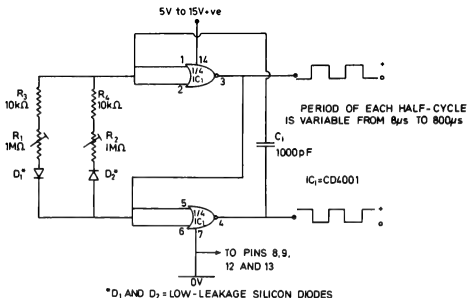 5V to 15V+ve
1
14
1/4
IC₁
2
3
+
o
R₃
10kΩ
R₄
10kΩ
R₁
1MΩ
R₂
1MΩ
D₁*
D₂*
C₁
1000pF
PERIOD OF EACH HALF-CYCLE
IS VARIABLE FROM 8µs TO 800µs
IC₁=CD4001
5
1/4
IC₁
6
7
4
+
o
TO PINS 8,9,
12 AND 13
0V
*D₁ AND D₂ = LOW-LEAKAGE SILICON DIODES